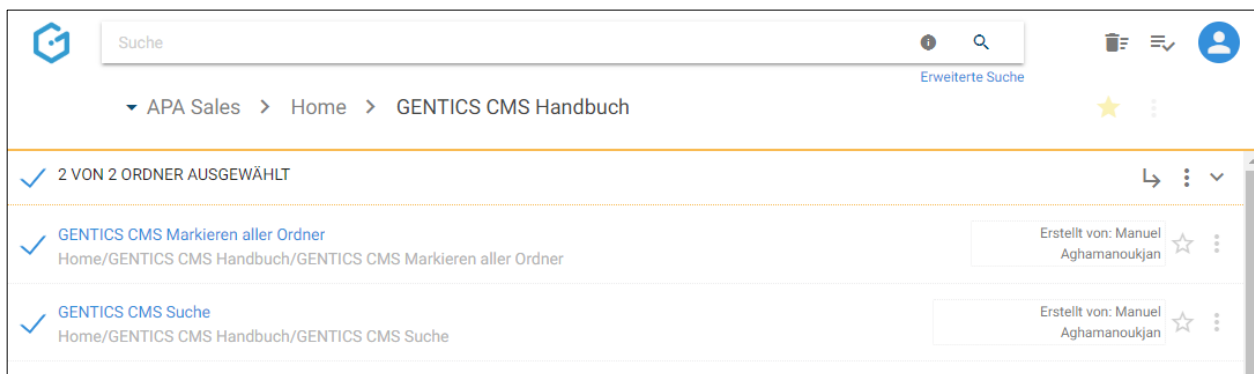 Suche
Erweiterte Suche
APA Sales > Home > GENTICS CMS Handbuch
2 VON 2 ORDNER AUSGEWÄHLT
GENTICS CMS Markieren aller Ordner
Home/GENTICS CMS Handbuch/GENTICS CMS Markieren aller Ordner
Erstellt von: Manuel
Aghamanoukjan
GENTICS CMS Suche
Home/GENTICS CMS Handbuch/GENTICS CMS Suche
Erstellt von: Manuel
Aghamanoukjan